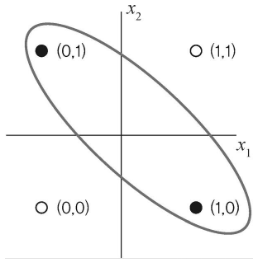 x₂
(0,1) (1,1)
x₁
(0,0) (1,0)